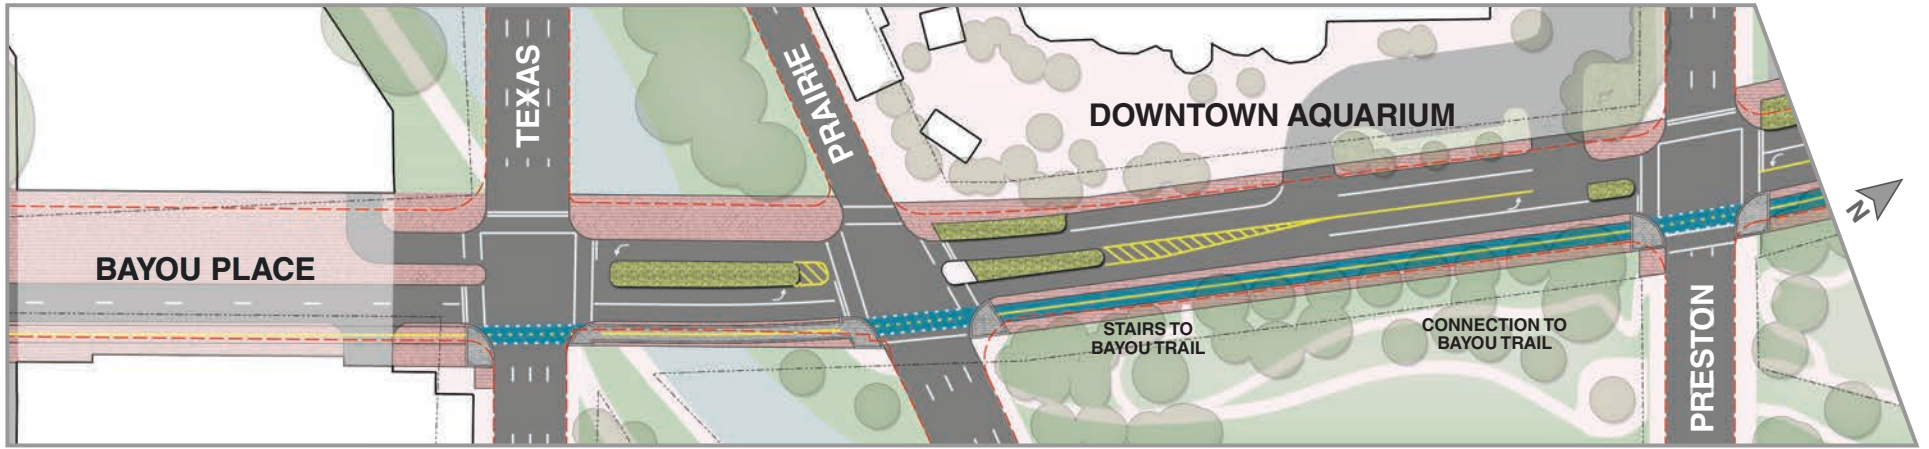 TEXAS
PRAIRIE
DOWNTOWN AQUARIUM
BAYOU PLACE
N
STAIRS TO
BAYOU TRAIL
CONNECTION TO
BAYOU TRAIL
PRESTON